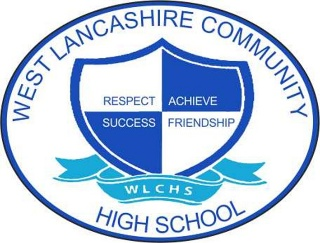 WEST LANCASHIRE COMMUNITY
RESPECT ACHIEVE
SUCCESS FRIENDSHIP
WLCHS
HIGH SCHOOL